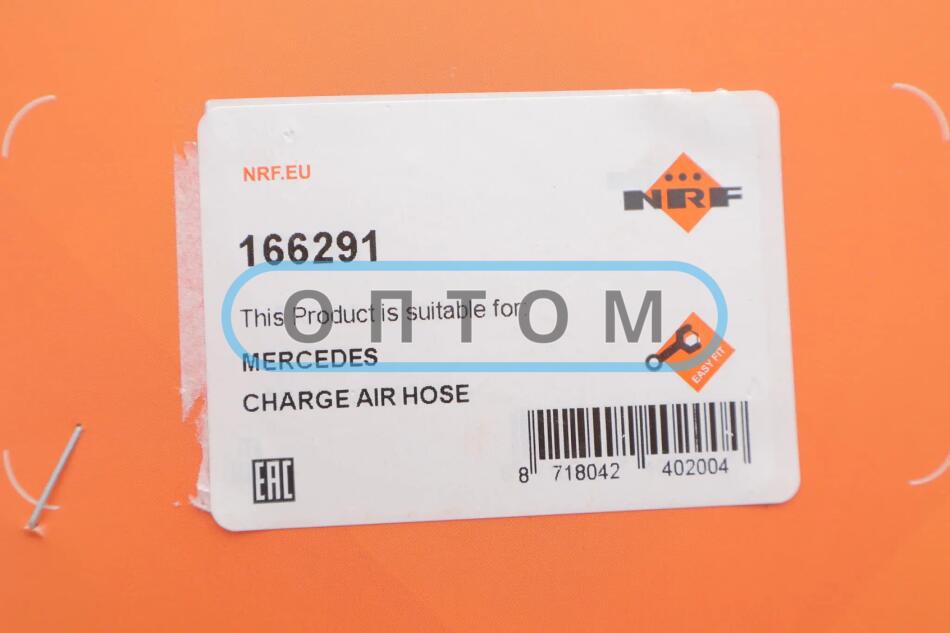 NRF.EU
NRF
166291
This Product is suitable for:
ОПТОМ
MERCEDES
EASY FIT
CHARGE AIR HOSE
EAC
8 718042 402004